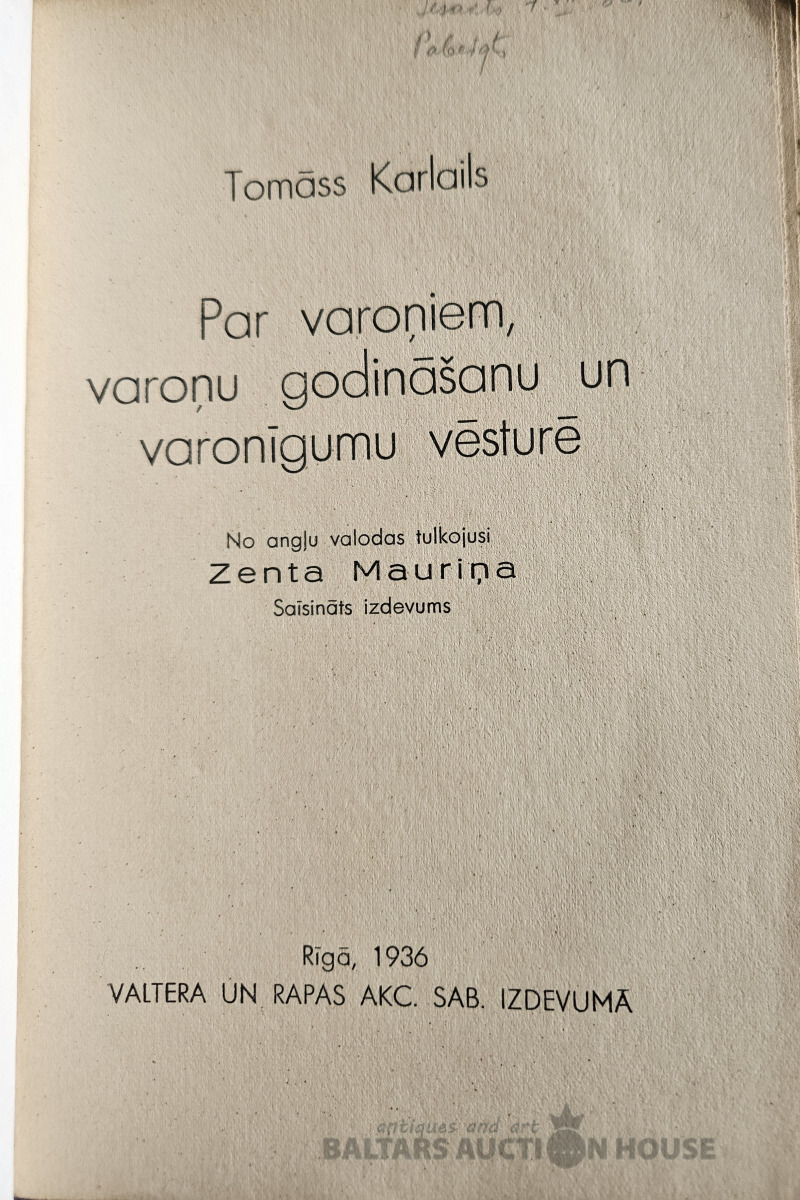 Pabeigt,
Tomāss Karlails
Par varoņiem,
varoņu godināšanu un
varonīgumu vēsturē
No angļu valodas tulkojusi
Zenta Mauriņa
Saīsināts izdevums
Rīgā, 1936
VALTERA UN RAPAS AKC. SAB. IZDEVUMĀ
antiques and art
BALTARS AUCTION HOUSE